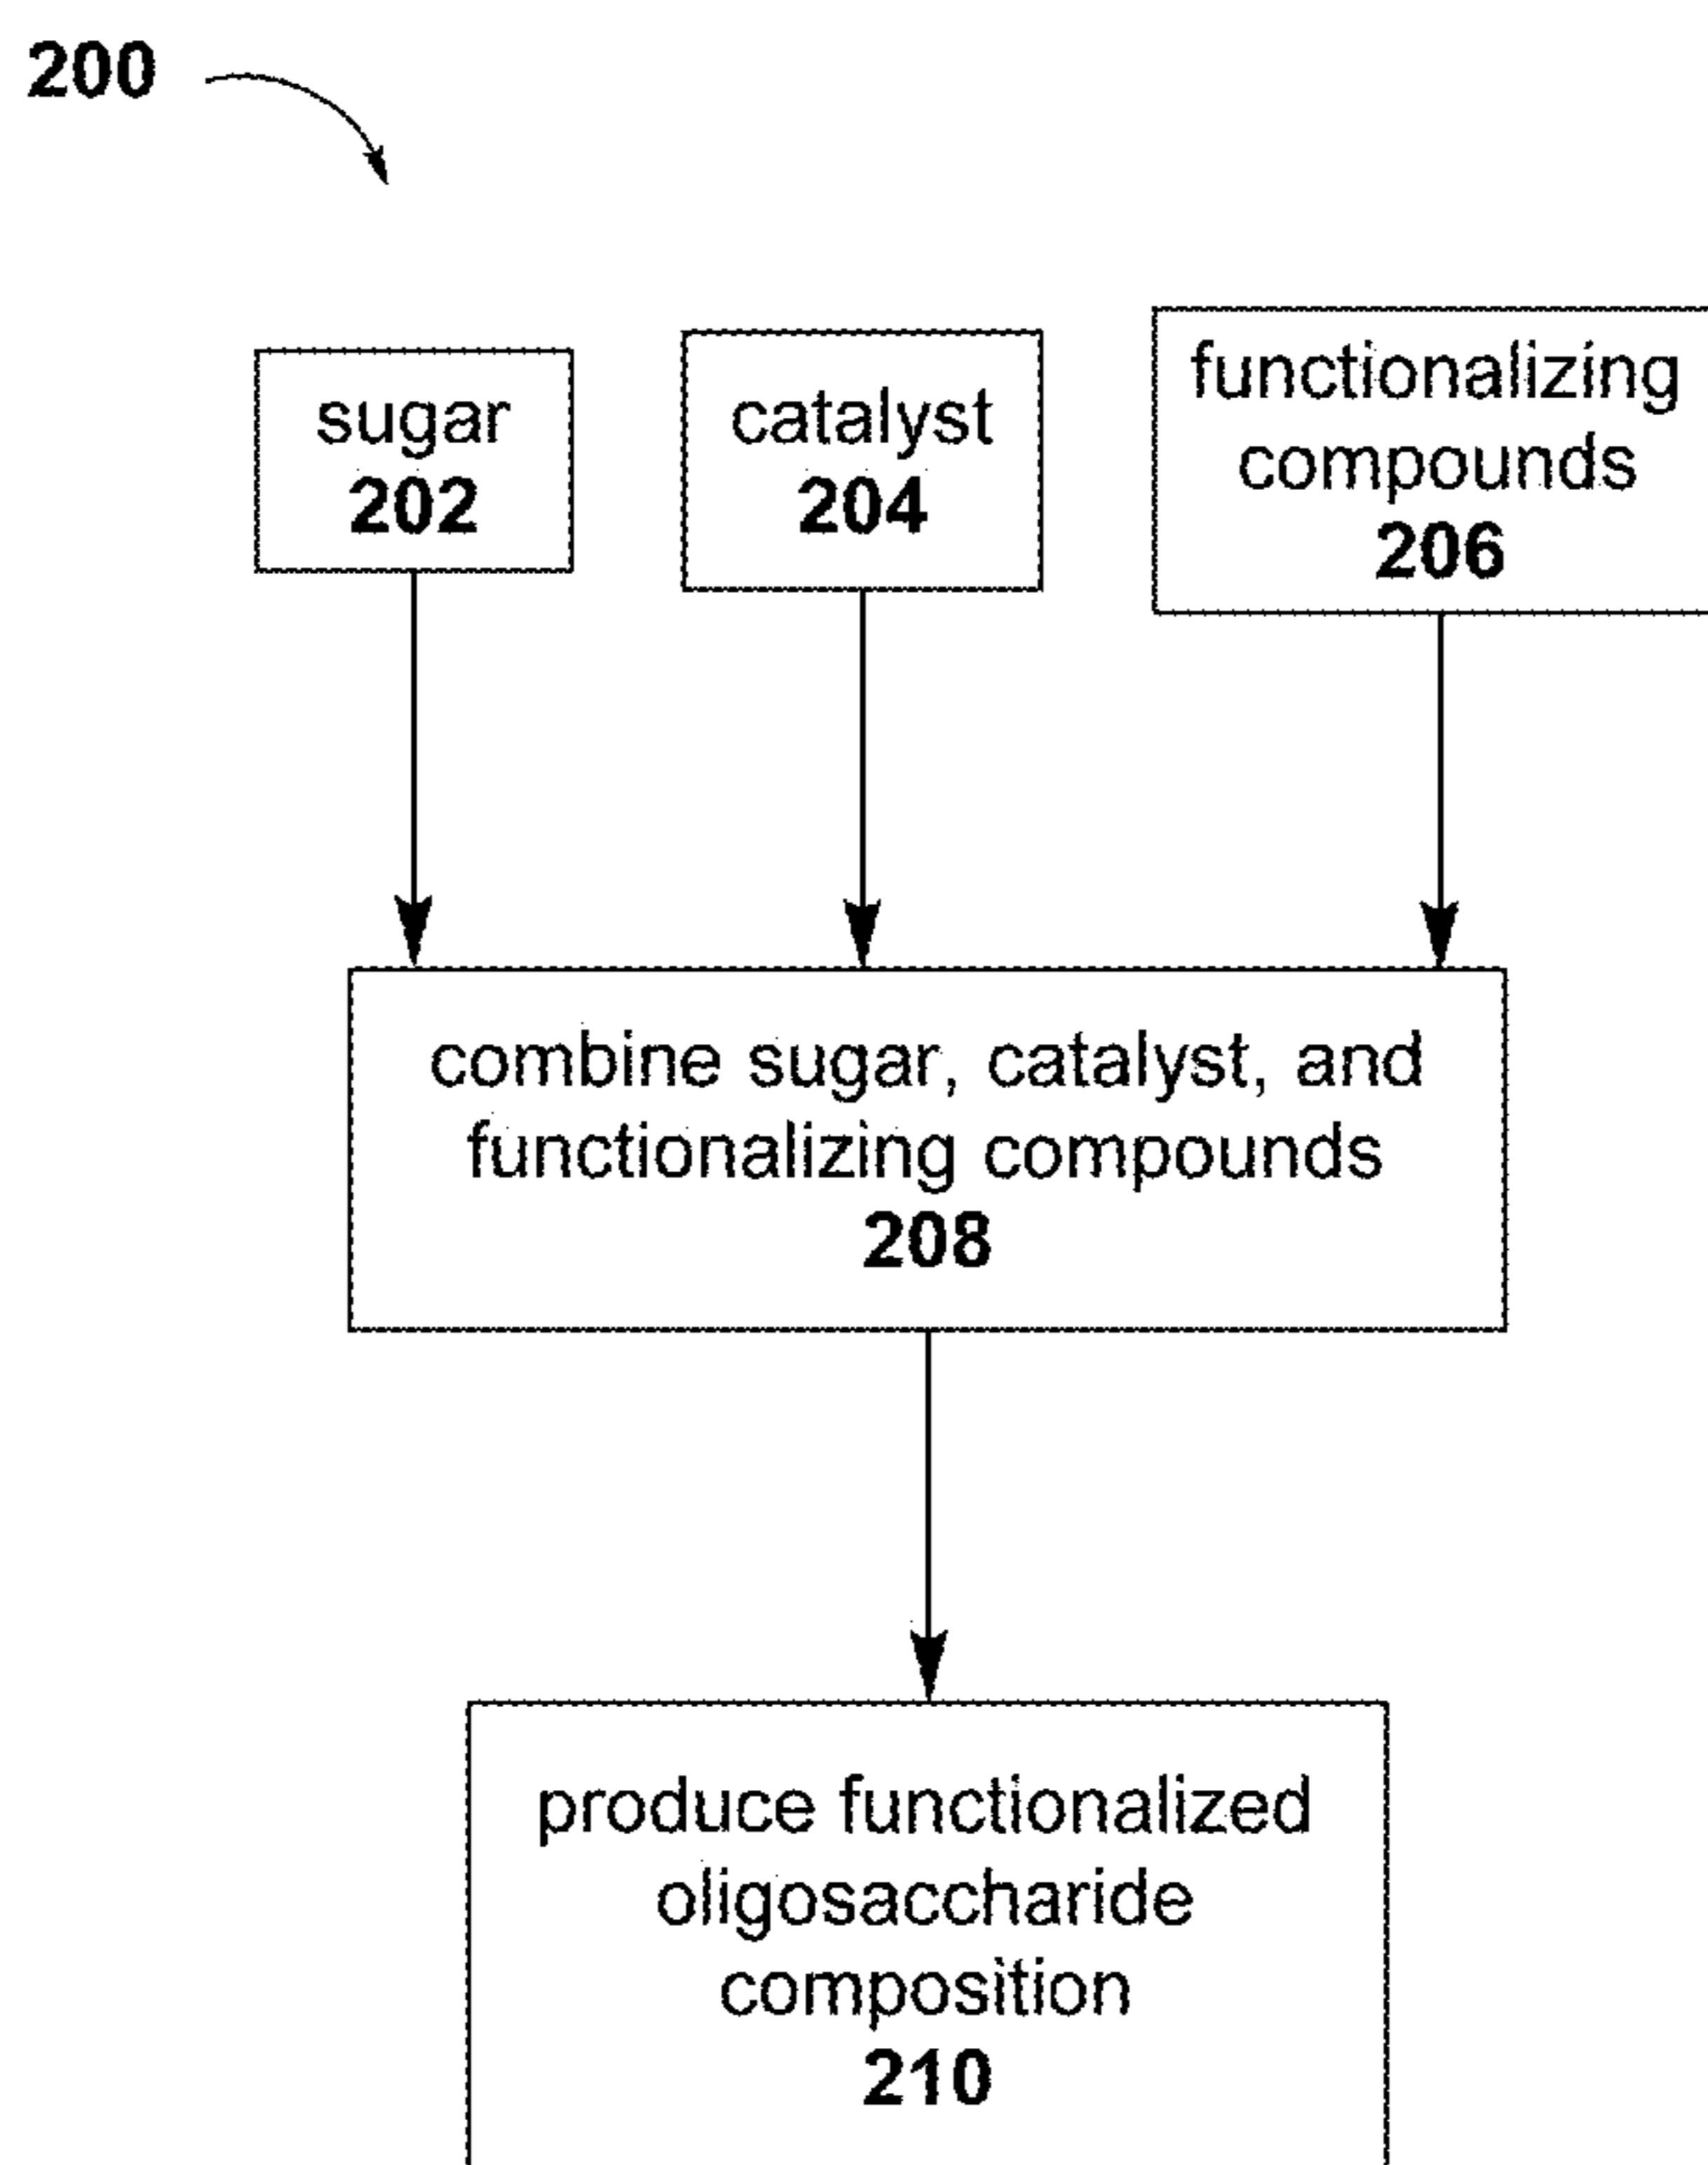 200
sugar
202
catalyst
204
functionalizing
compounds
206
combine sugar, catalyst, and
functionalizing compounds
208
produce functionalized
oligosaccharide
composition
210